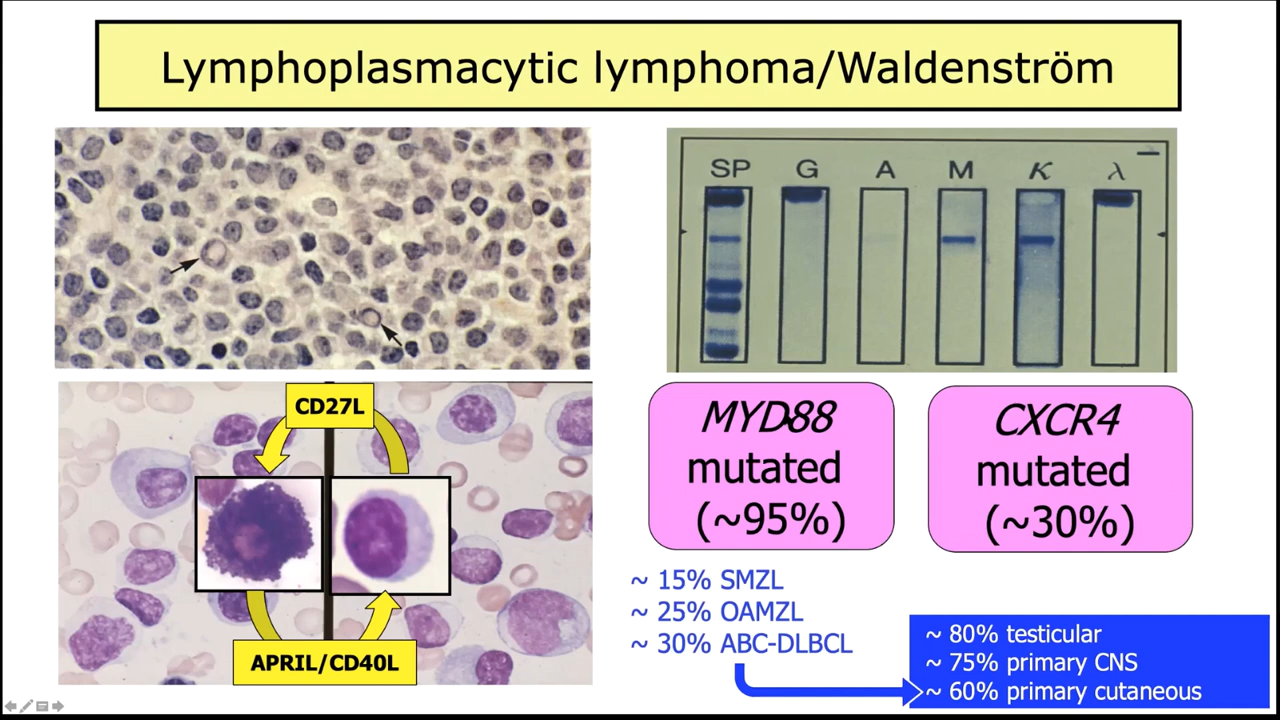 Lymphoplasmacytic lymphoma/Waldenström
SP G A M κ λ
CD27L
APRIL/CD40L
MYD88
mutated
(~95%)
CXCR4
mutated
(~30%)
~ 15% SMZL
~ 25% OAMZL
~ 30% ABC-DLBCL
~ 80% testicular
~ 75% primary CNS
~ 60% primary cutaneous